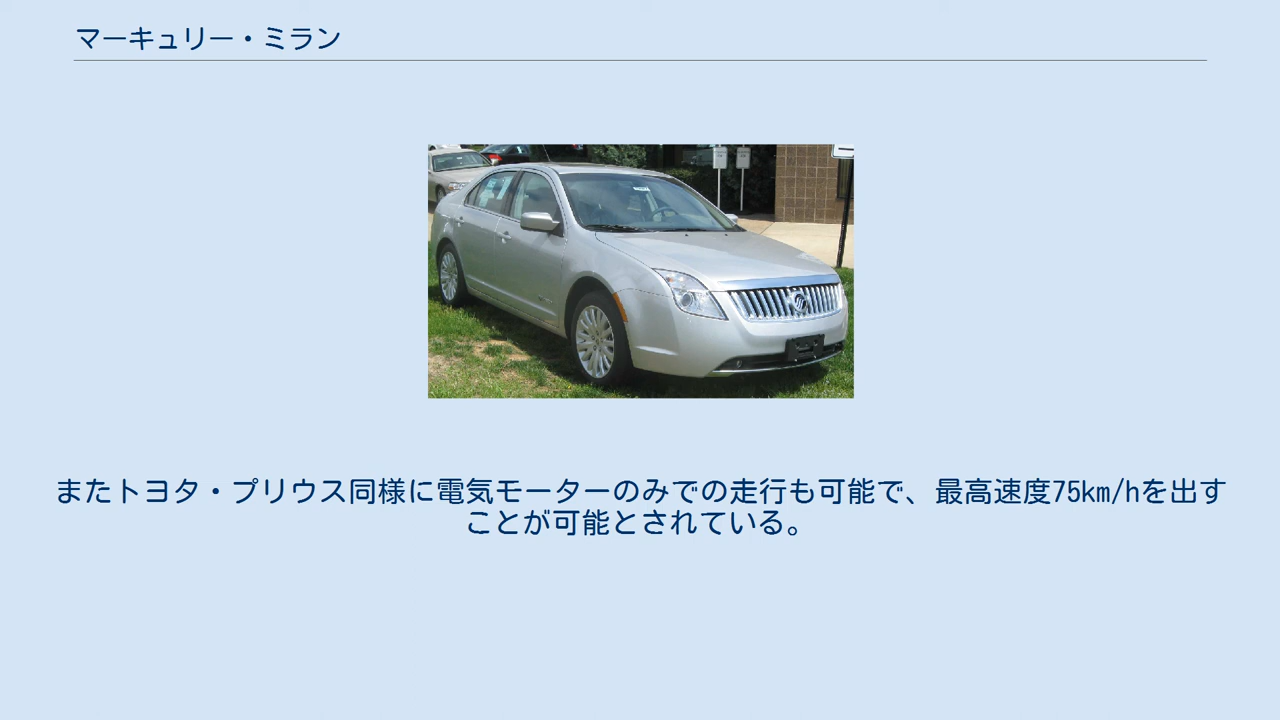 マーキュリー・ミラン
またトヨタ・プリウス同様に電気モーターのみでの走行も可能で、最高速度75km/hを出す
ことが可能とされている。